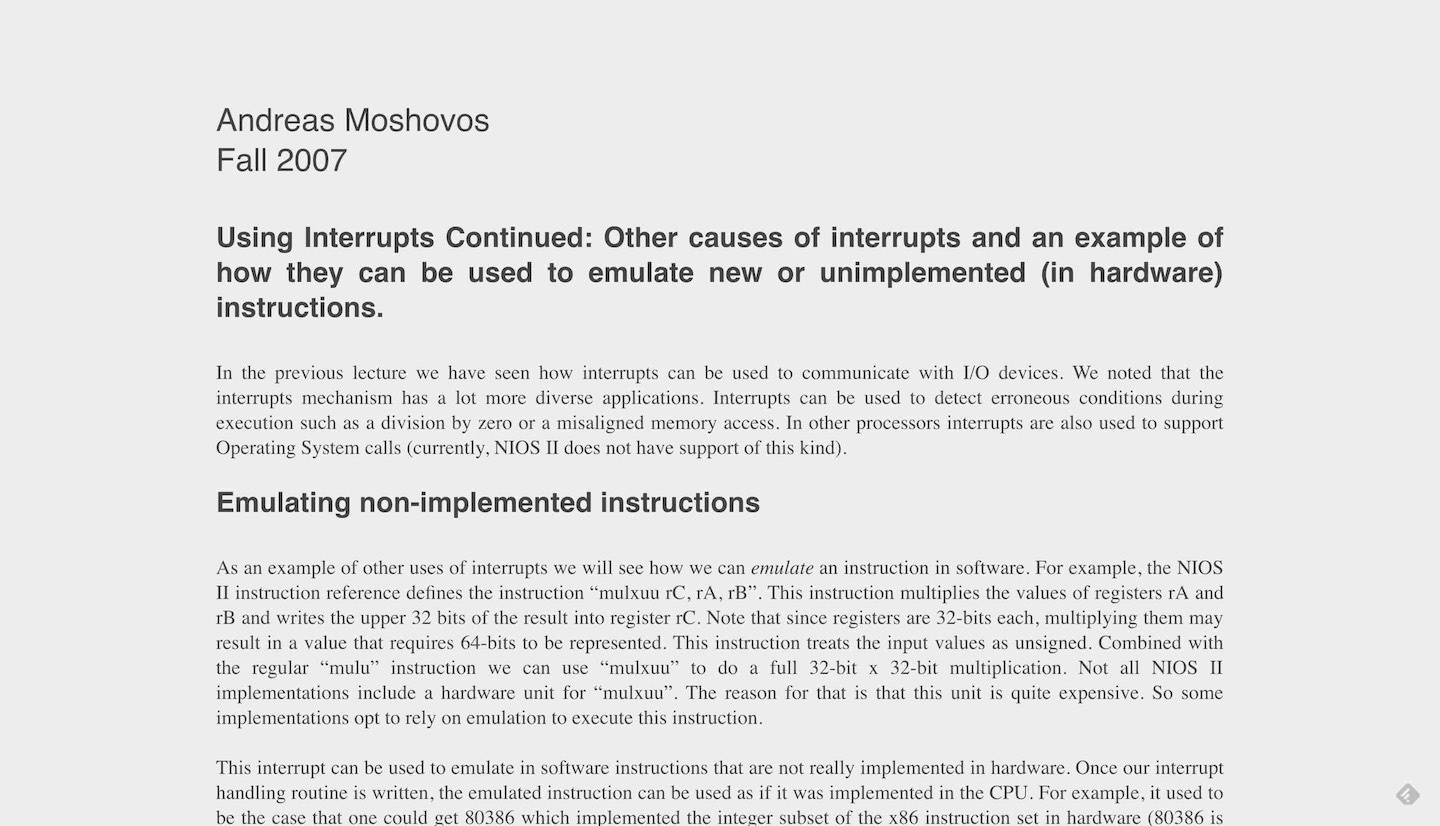 Andreas Moshovos
Fall 2007
Using Interrupts Continued: Other causes of interrupts and an example of
how they can be used to emulate new or unimplemented (in hardware)
instructions.
In the previous lecture we have seen how interrupts can be used to communicate with I/O devices. We noted that the
interrupts mechanism has a lot more diverse applications. Interrupts can be used to detect erroneous conditions during
execution such as a division by zero or a misaligned memory access. In other processors interrupts are also used to support
Operating System calls (currently, NIOS II does not have support of this kind).
Emulating non-implemented instructions
As an example of other uses of interrupts we will see how we can emulate an instruction in software. For example, the NIOS
II instruction reference defines the instruction “mulxuu rC, rA, rB”. This instruction multiplies the values of registers rA and
rB and writes the upper 32 bits of the result into register rC. Note that since registers are 32-bits each, multiplying them may
result in a value that requires 64-bits to be represented. This instruction treats the input values as unsigned. Combined with
the regular “mulu” instruction we can use “mulxuu” to do a full 32-bit x 32-bit multiplication. Not all NIOS II
implementations include a hardware unit for “mulxuu”. The reason for that is that this unit is quite expensive. So some
implementations opt to rely on emulation to execute this instruction.
This interrupt can be used to emulate in software instructions that are not really implemented in hardware. Once our interrupt
handling routine is written, the emulated instruction can be used as if it was implemented in the CPU. For example, it used to
be the case that one could get 80386 which implemented the integer subset of the x86 instruction set in hardware (80386 is